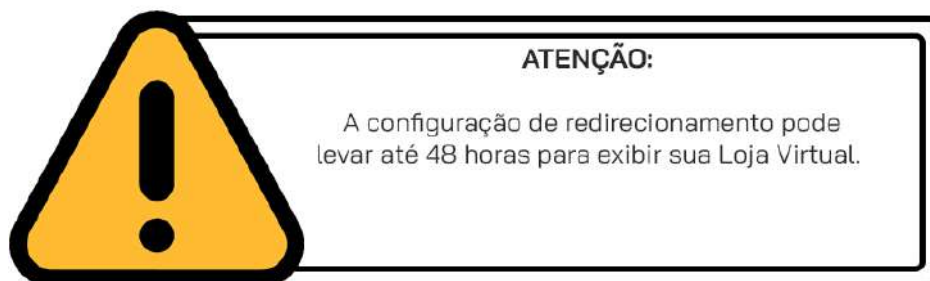 ATENÇÃO:
A configuração de redirecionamento pode
levar até 48 horas para exibir sua Loja Virtual.